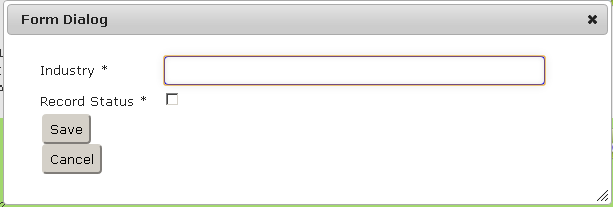 Form Dialog
Industry *
Record Status *
Save
Cancel